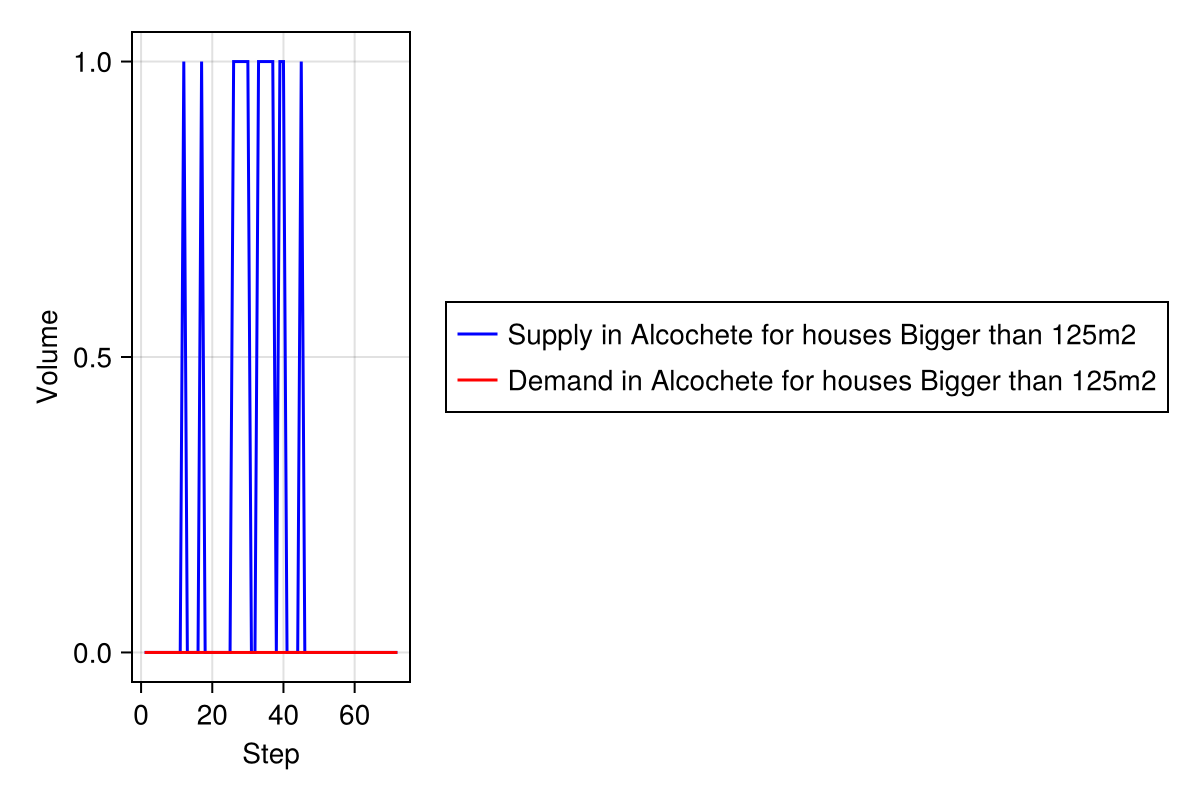 1.0
0.5
0.0
Volume
0
20
40
60
Step
Supply in Alcochete for houses Bigger than 125m2
Demand in Alcochete for houses Bigger than 125m2